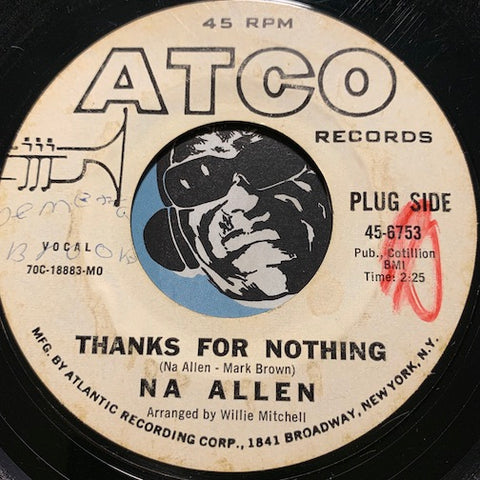 45 RPM
ATCO
RECORDS
PLUG SIDE
45-6753
Pub., Cotillion
BMI
Time: 2:25
VOCAL
70C-18883-MO
THANKS FOR NOTHING
(Na Allen - Mark Brown)
NA ALLEN
Arranged by Willie Mitchell
MFG. BY ATLANTIC RECORDING CORP., 1841 BROADWAY, NEW YORK, N.Y.